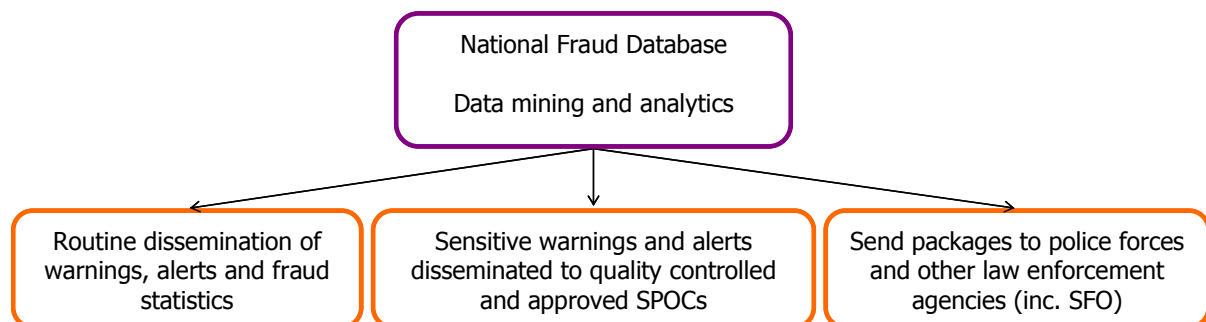 National Fraud Database
Data mining and analytics
Routine dissemination of
warnings, alerts and fraud
statistics
Sensitive warnings and alerts
disseminated to quality controlled
and approved SPOCs
Send packages to police forces
and other law enforcement
agencies (inc. SFO)